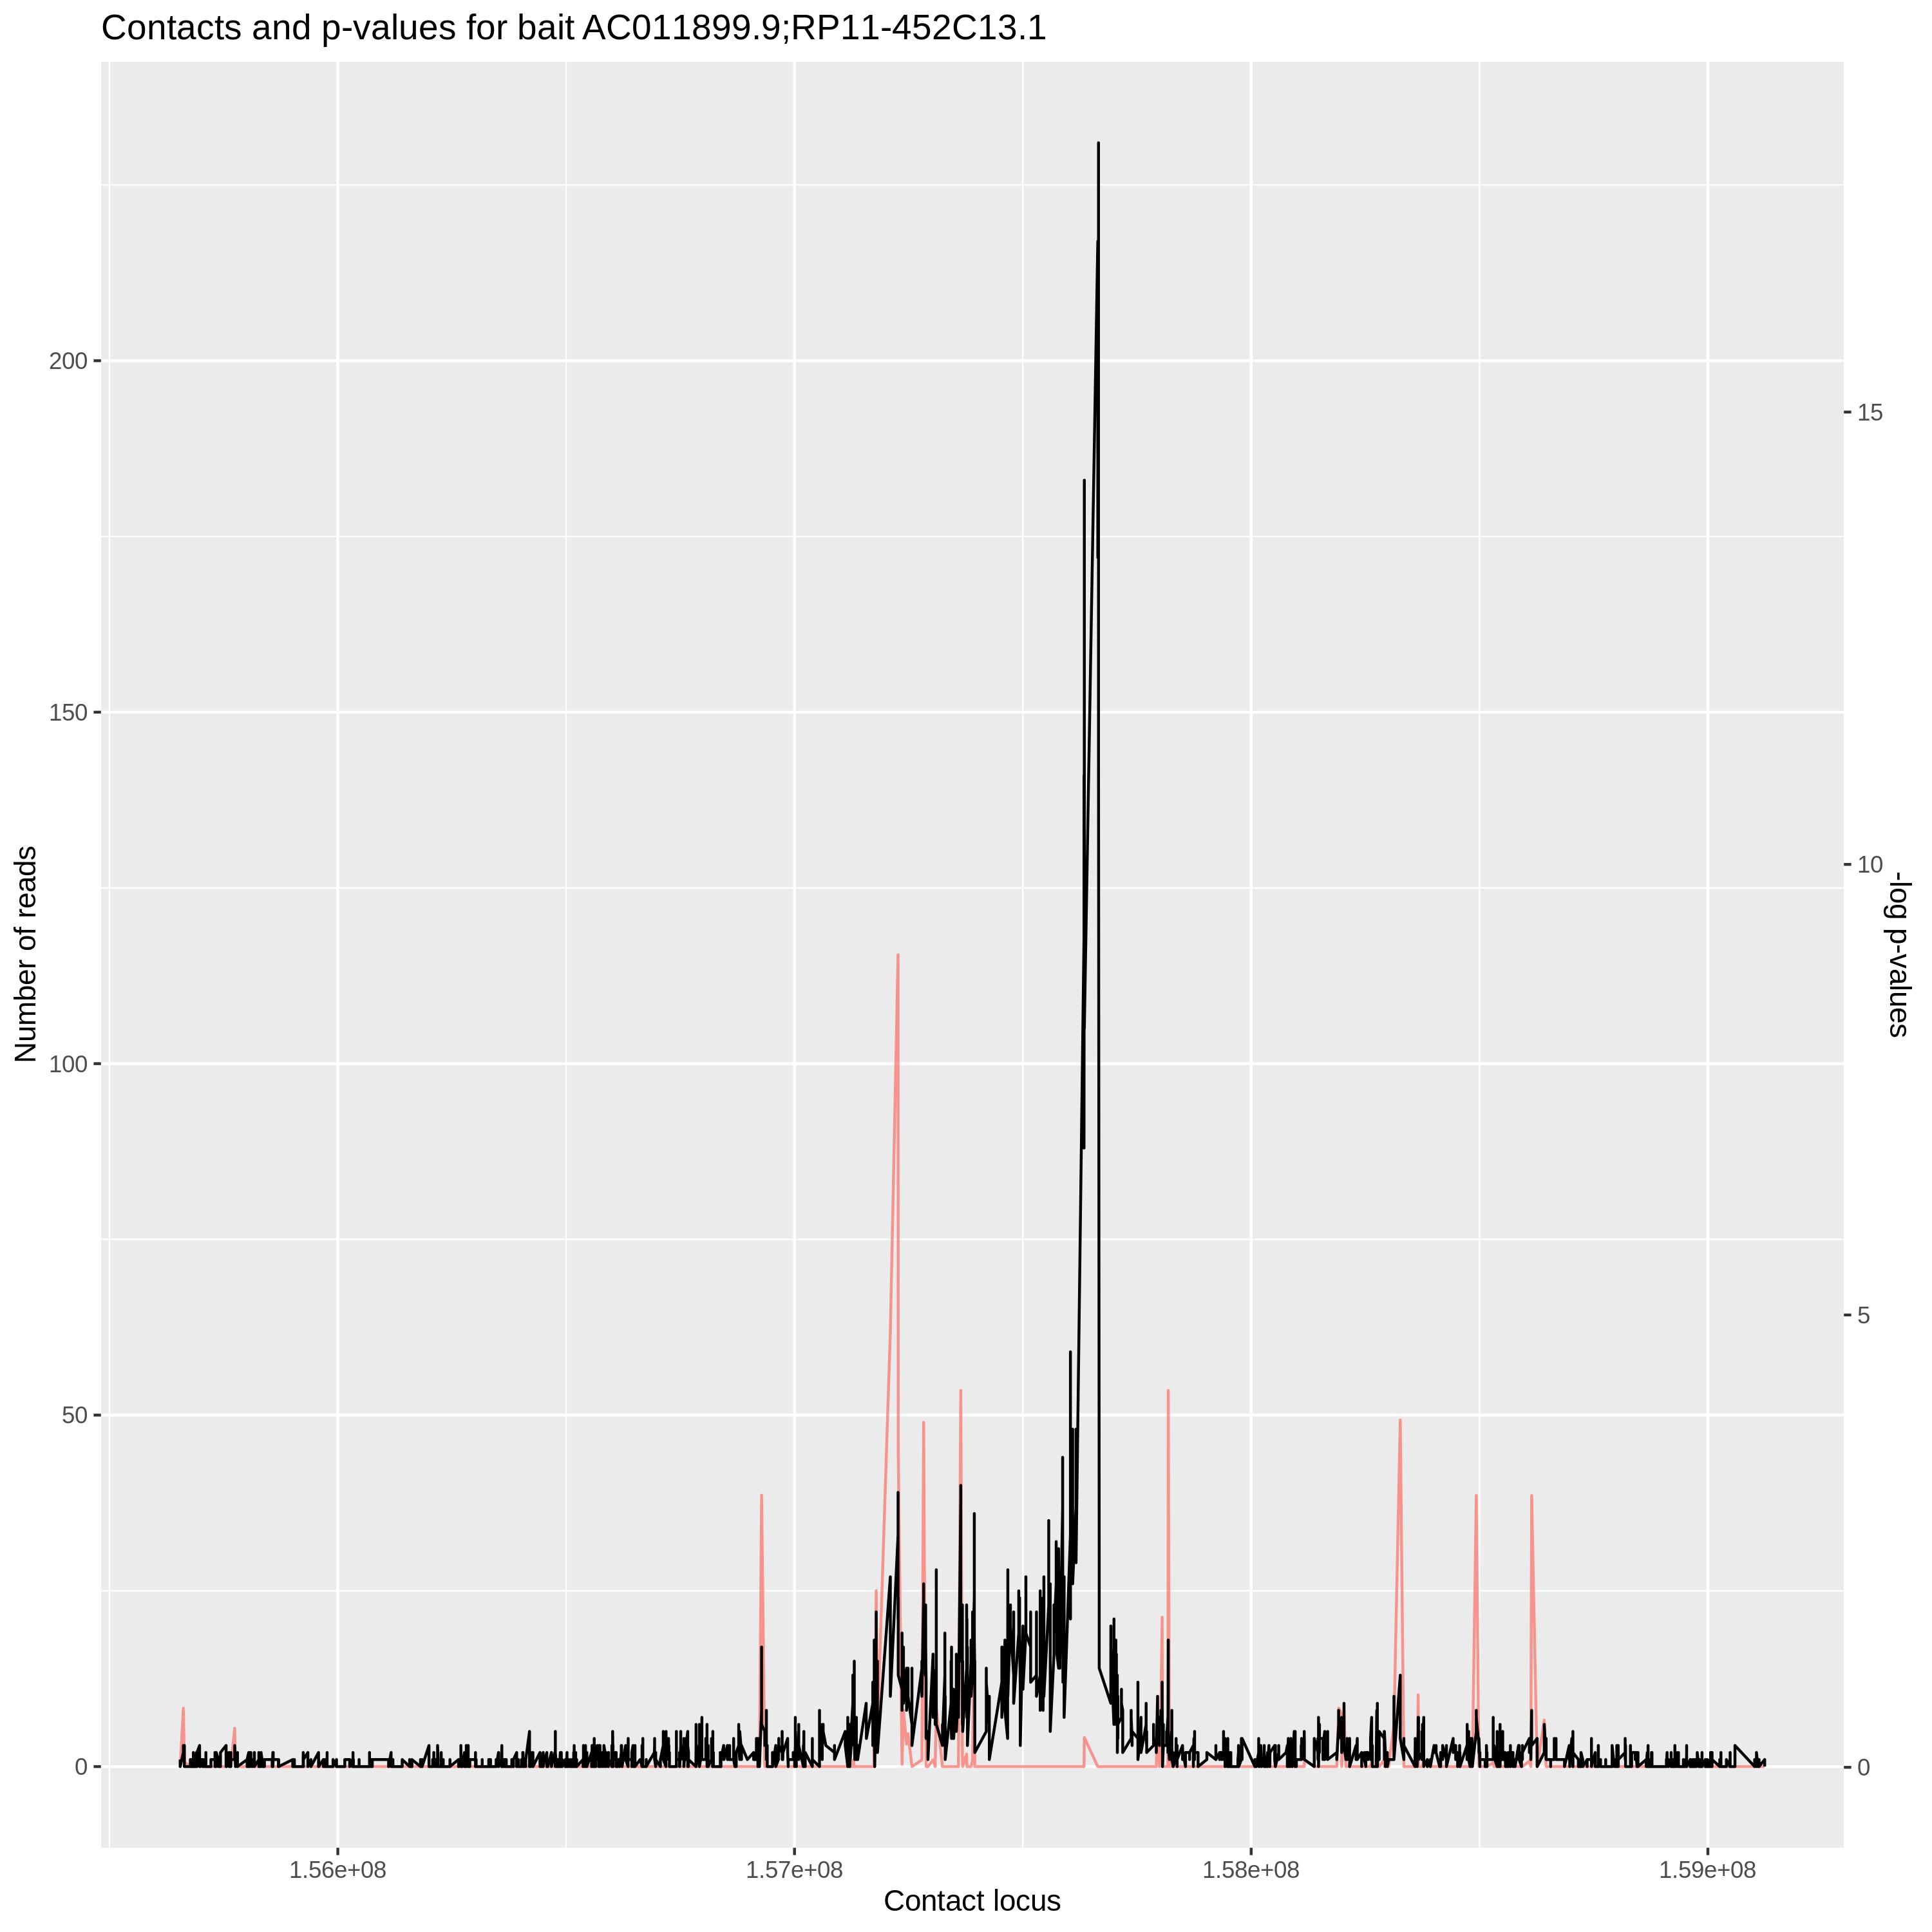 Contacts and p-values for bait AC011899.9;RP11-452C13.1
200
150
100
50
0
Number of reads
15
10
5
0
-log p-values
1.56e+08
1.57e+08
1.58e+08
1.59e+08
Contact locus